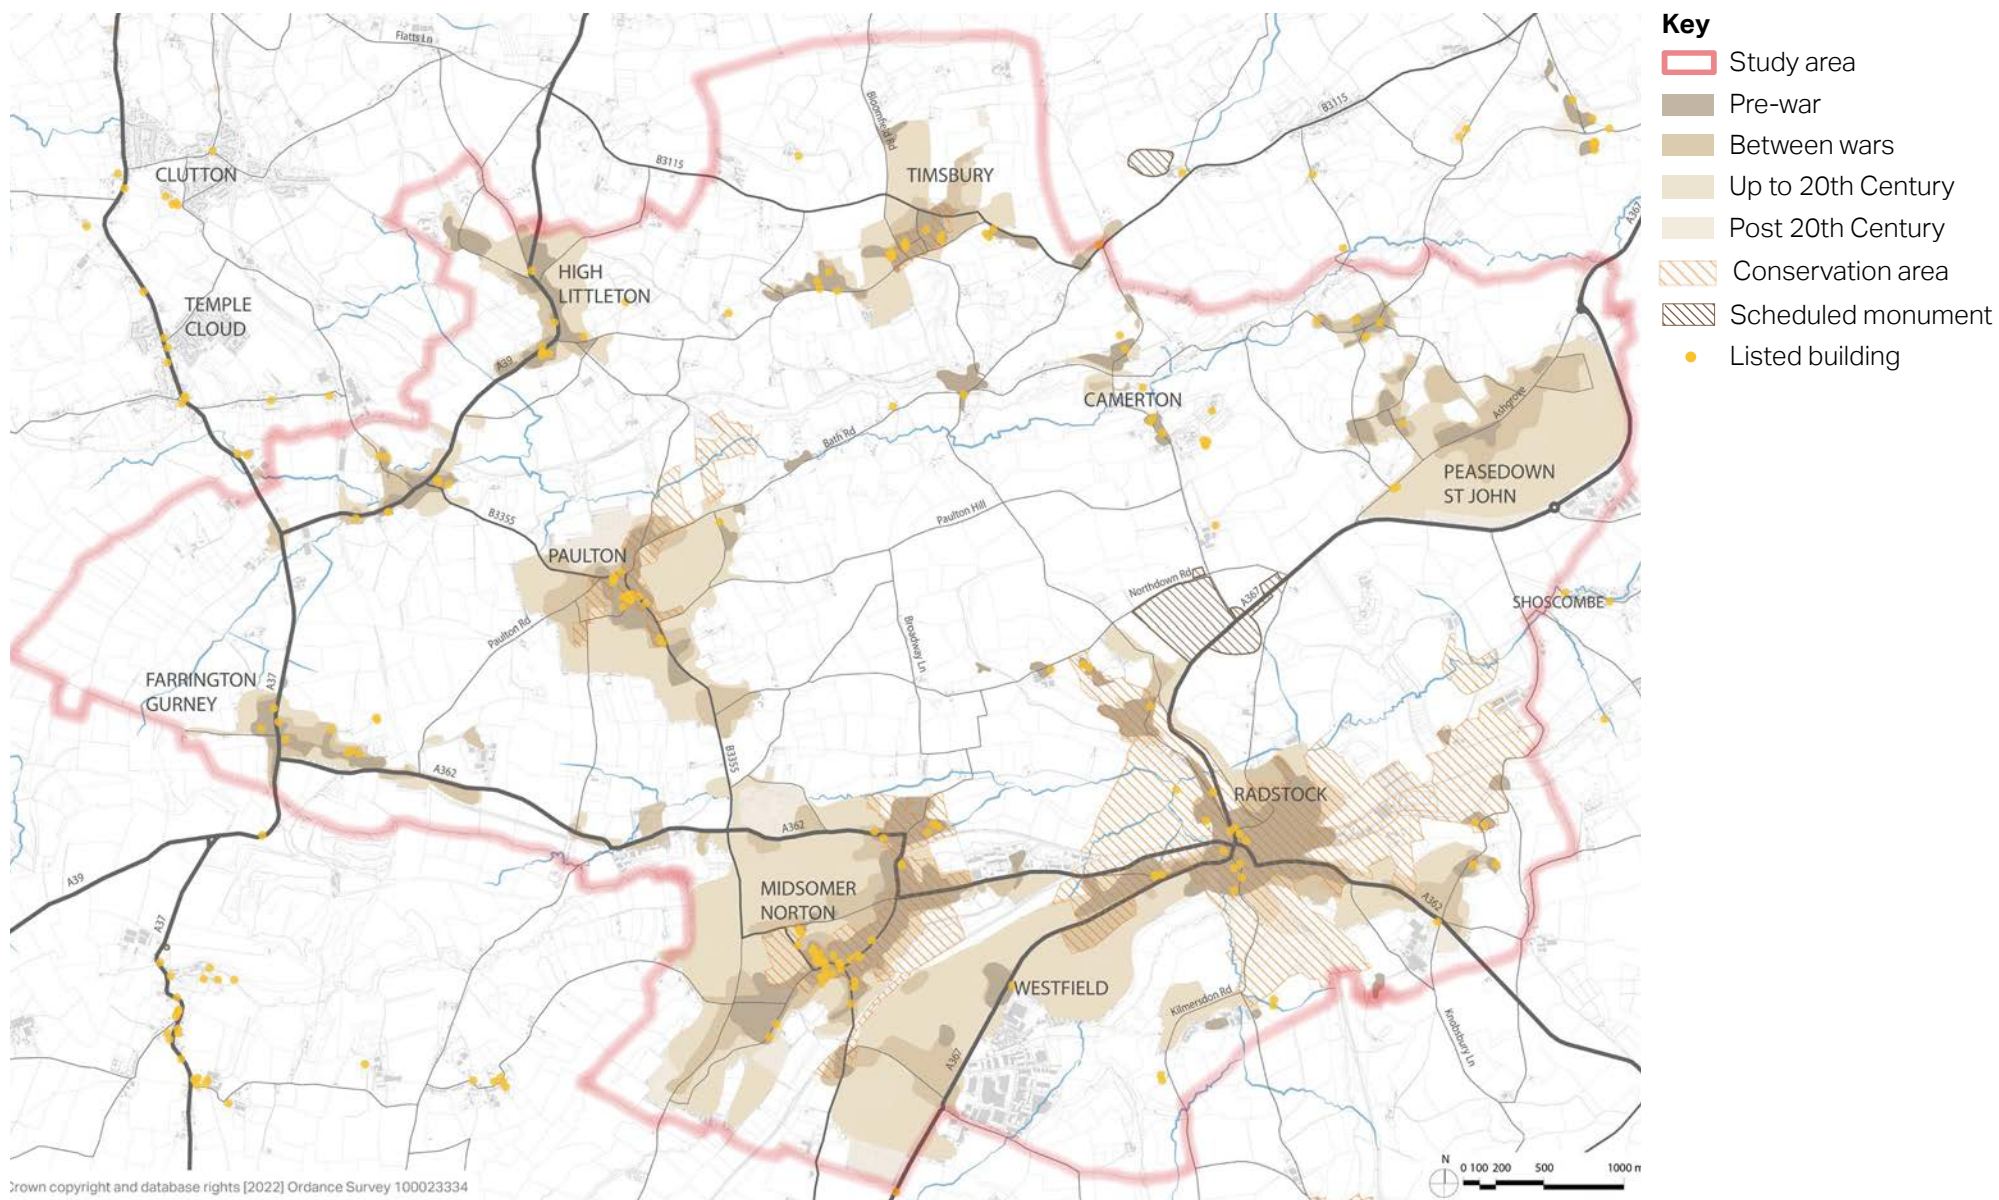 Key
Study area
Pre-war
Between wars
Up to 20th Century
Post 20th Century
Conservation area
Scheduled monument
Listed building
Flatts Ln
B3115
Bloomfield Rd
B3115
CLUTTON
TIMSBURY
A367
HIGH
LITTLETON
TEMPLE
CLOUD
A39
CAMERTON
Ashgrove
Bath Rd
PEASEDOWN
ST JOHN
B3355
Paulton Hill
PAULTON
Northdown Rd
A367
SHOSCOMBE
Paulton Rd
Broadway Ln
FARRINGTON
GURNEY
A37
B3355
A362
RADSTOCK
A362
A39
MIDSOMER
NORTON
A362
A37
WESTFIELD
Kilmersdon Rd
Knobsbury Ln
A367
N
0 100 200 500 1000 m
Crown copyright and database rights [2022] Ordance Survey 100023334